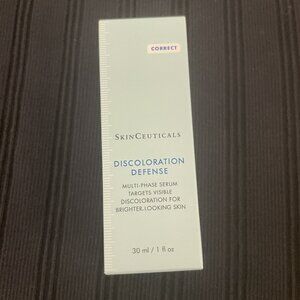 CORRECT
SKINCEUTICALS
DISCOLORATION
DEFENSE
MULTI-PHASE SERUM
TARGETS VISIBLE
DISCOLORATION FOR
BRIGHTER-LOOKING SKIN
30 ml / 1 fl oz